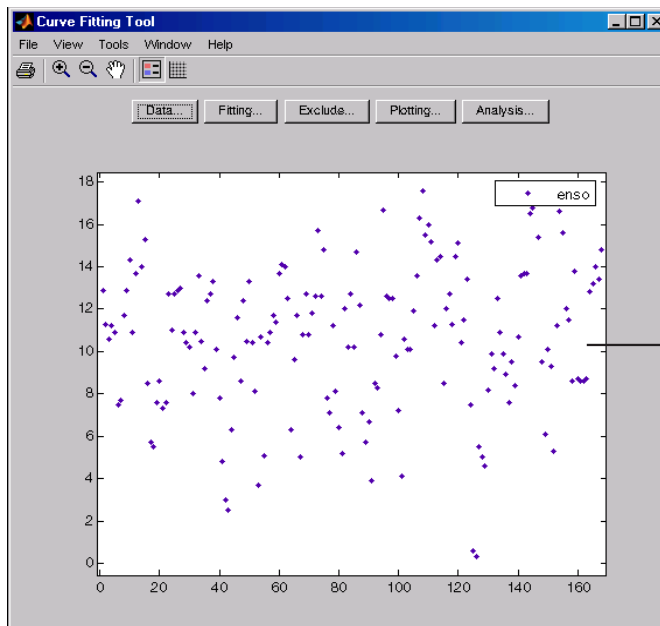 Curve Fitting Tool
File View Tools Window Help
Data... Fitting... Exclude... Plotting... Analysis...
enso
18
16
14
12
10
8
6
4
2
0
0 20 40 60 80 100 120 140 160